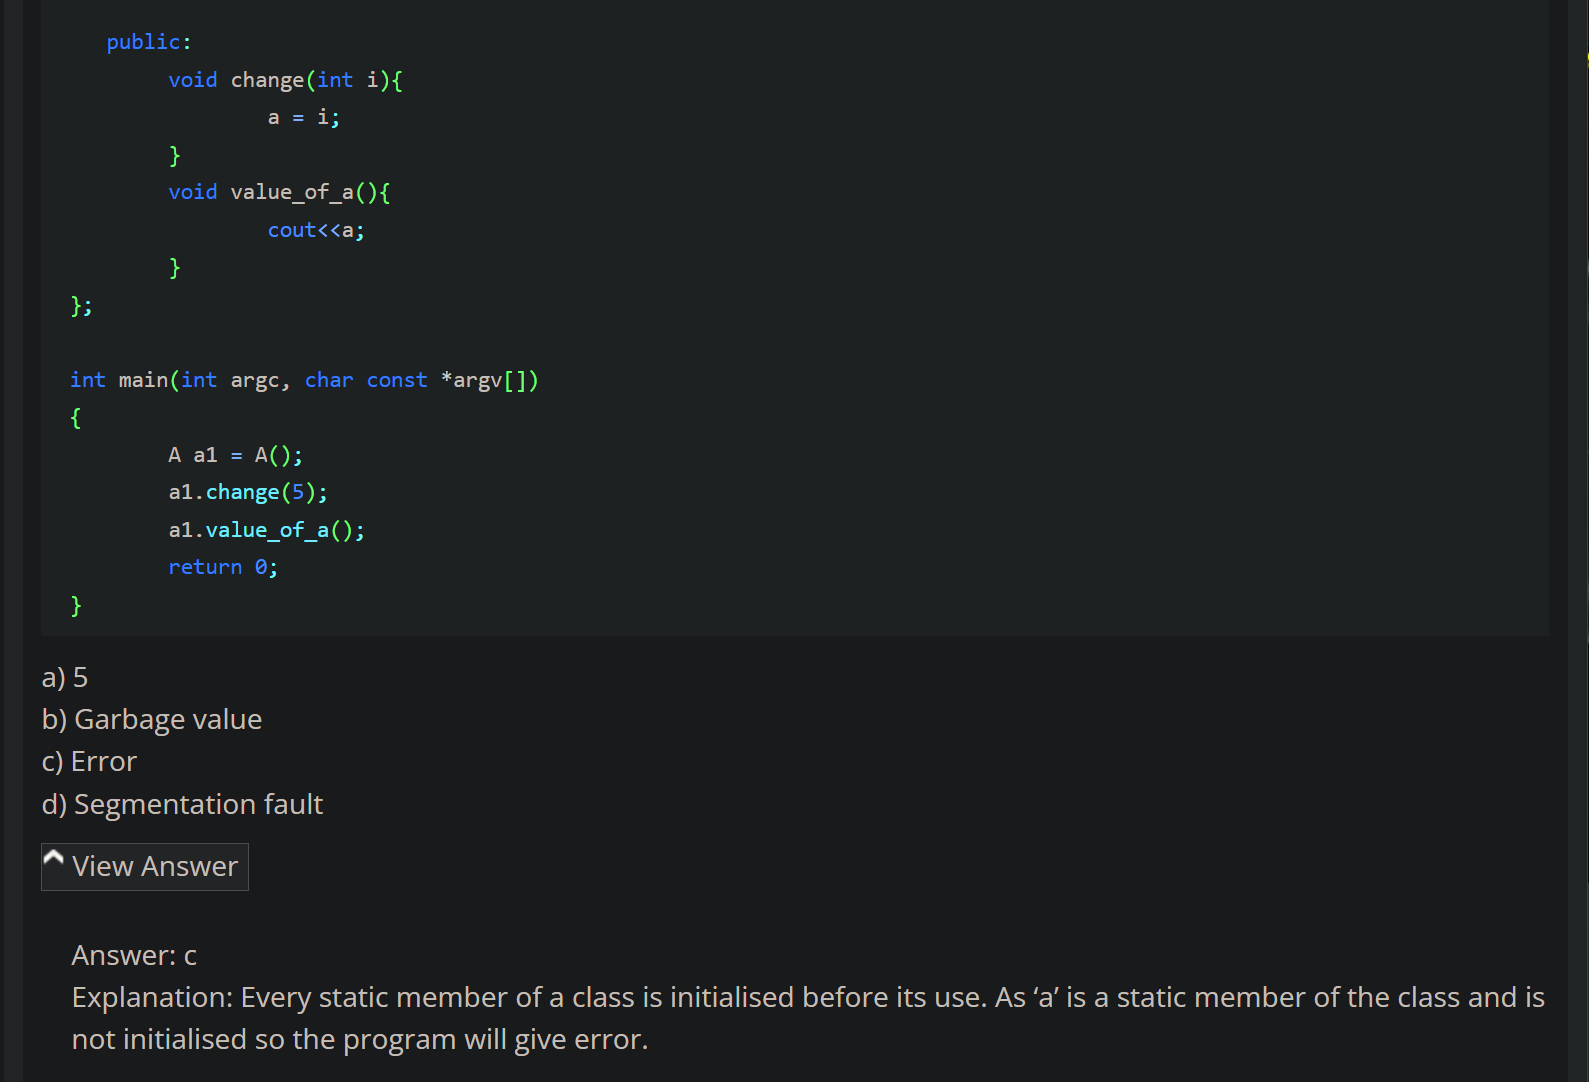 public:
void change(int i){
a = i;
}
void value_of_a(){
cout<<a;
}
};
int main(int argc, char const *argv[])
{
A a1 = A();
a1.change(5);
a1.value_of_a();
return 0;
}
a) 5
b) Garbage value
c) Error
d) Segmentation fault
View Answer
Answer: c
Explanation: Every static member of a class is initialised before its use. As ‘a’ is a static member of the class and is
not initialised so the program will give error.